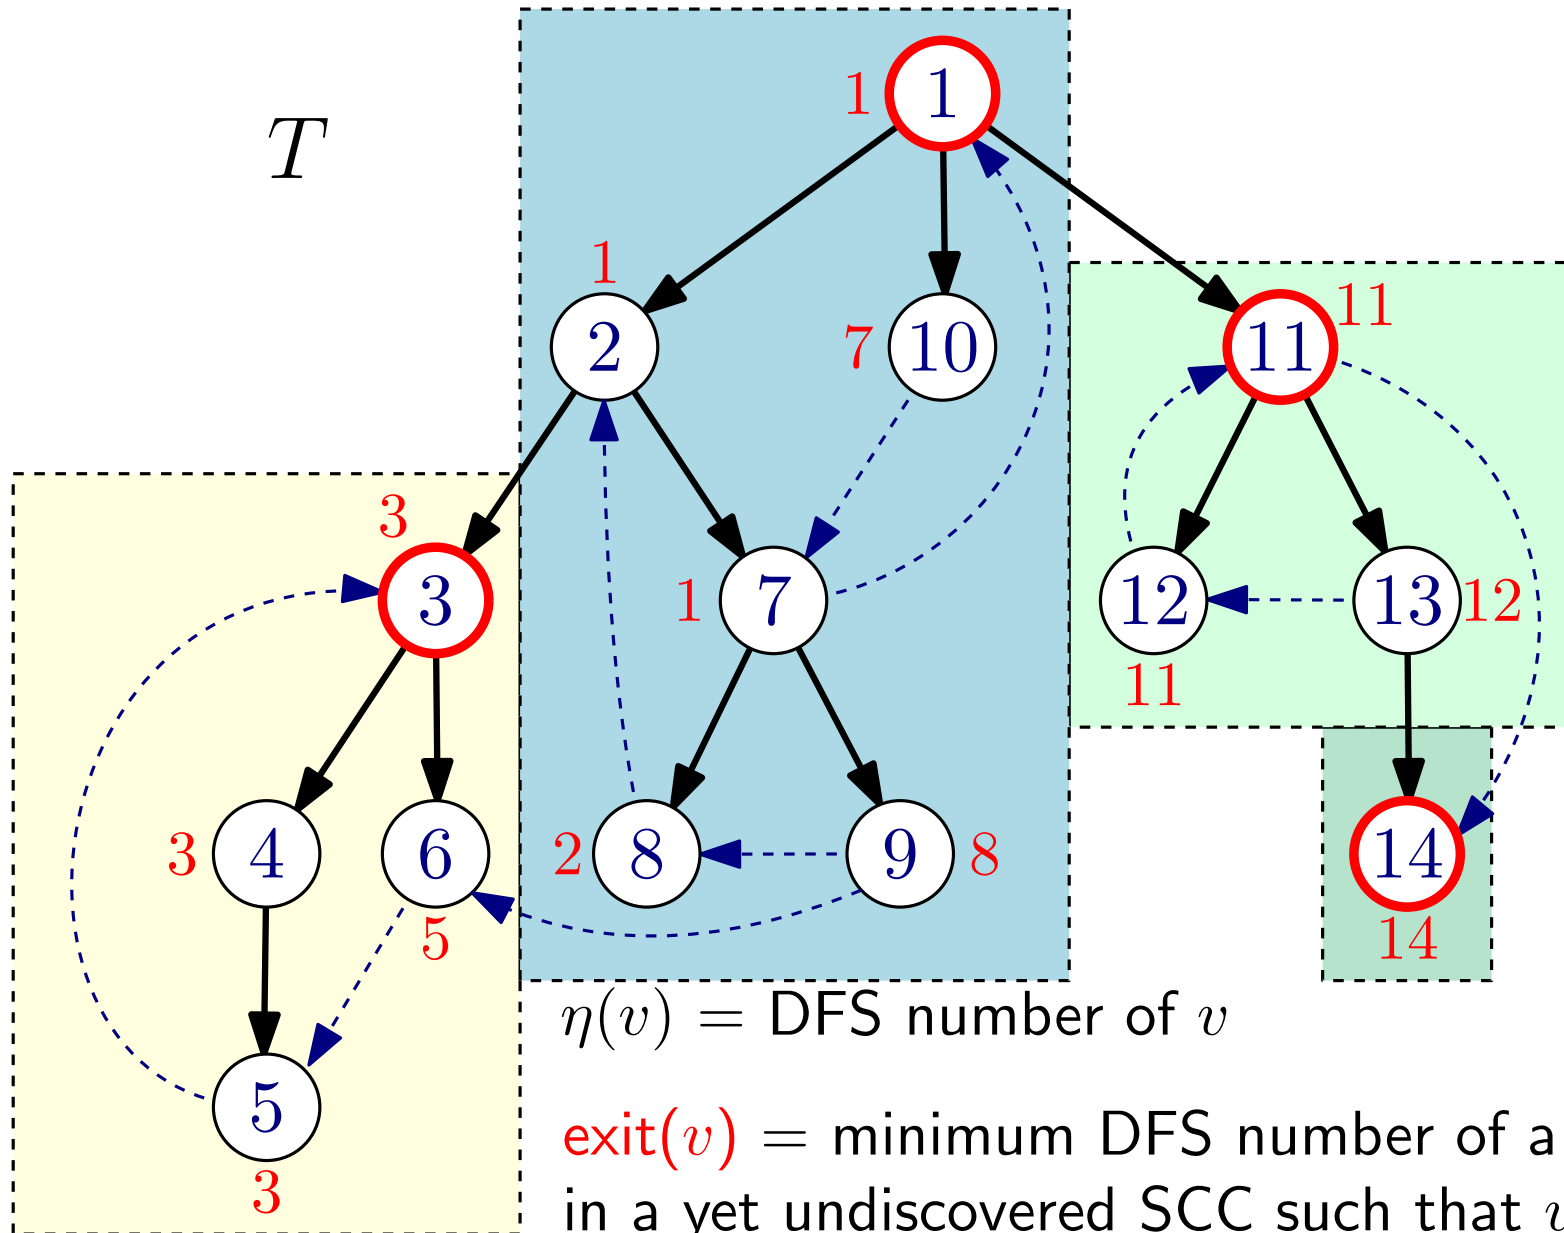 1 1
T
1
11
2 7 10 11
3
3 1 7 12 13 12
11
3 4 6 2 8 9 8 14
5 14
η(v) = DFS number of v
5
exit(v) = minimum DFS number of a
3
in a yet undiscovered SCC such that v